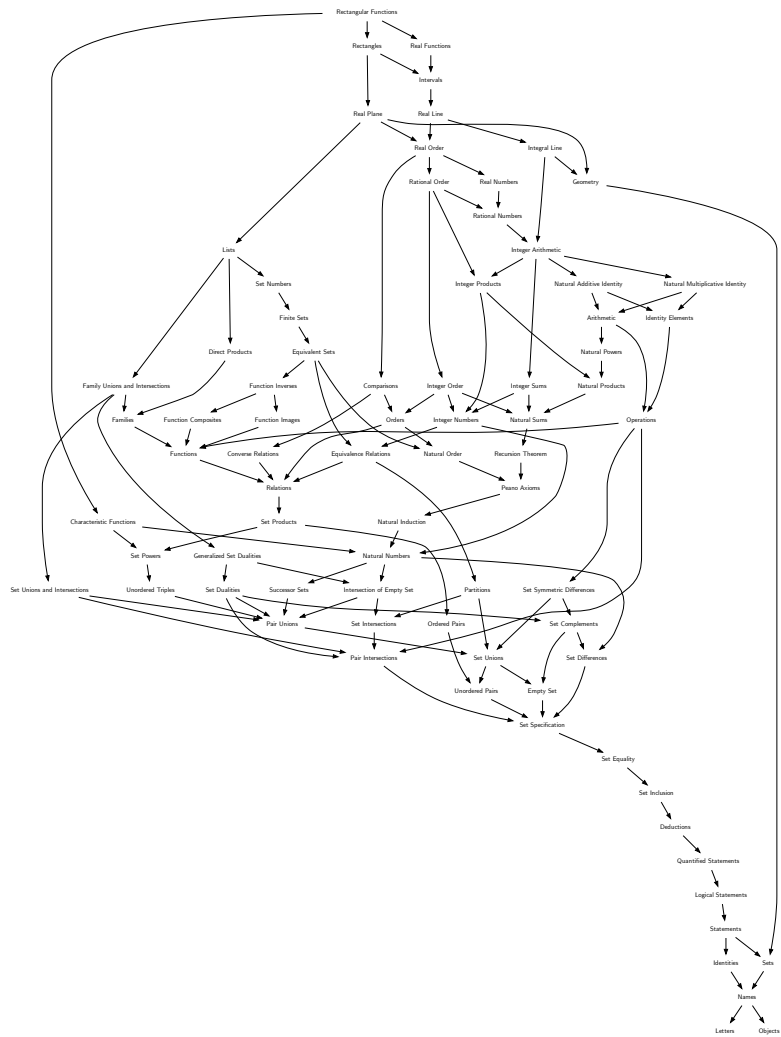 Rectangular Functions
Rectangles
Real Functions
Intervals
Real Plane
Real Line
Real Order
Integral Line
Rational Order
Real Numbers
Geometry
Rational Numbers
Lists
Integer Arithmetic
Set Numbers
Integer Products
Natural Additive Identity
Natural Multiplicative Identity
Finite Sets
Arithmetic
Identity Elements
Direct Products
Equivalent Sets
Natural Powers
Family Unions and Intersections
Function Inverses
Comparisons
Integer Order
Integer Sums
Natural Products
Families
Function Composites
Function Images
Orders
Integer Numbers
Natural Sums
Operations
Functions
Converse Relations
Equivalence Relations
Natural Order
Recursion Theorem
Relations
Peano Axioms
Characteristic Functions
Set Products
Natural Induction
Set Powers
Generalized Set Dualities
Natural Numbers
Set Unions and Intersections
Unordered Triples
Set Dualities
Successor Sets
Intersection of Empty Set
Partitions
Set Symmetric Differences
Pair Unions
Set Intersections
Ordered Pairs
Set Complements
Pair Intersections
Set Unions
Set Differences
Unordered Pairs
Empty Set
Set Specification
Set Equality
Set Inclusion
Deductions
Quantified Statements
Logical Statements
Statements
Identities
Sets
Names
Letters
Objects